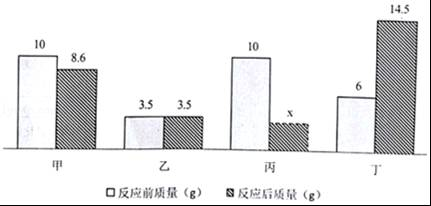 10 8.6 3.5 3.5 10 x 6 14.5
甲 乙 丙 丁
□反应前质量（g） 反应后质量（g）